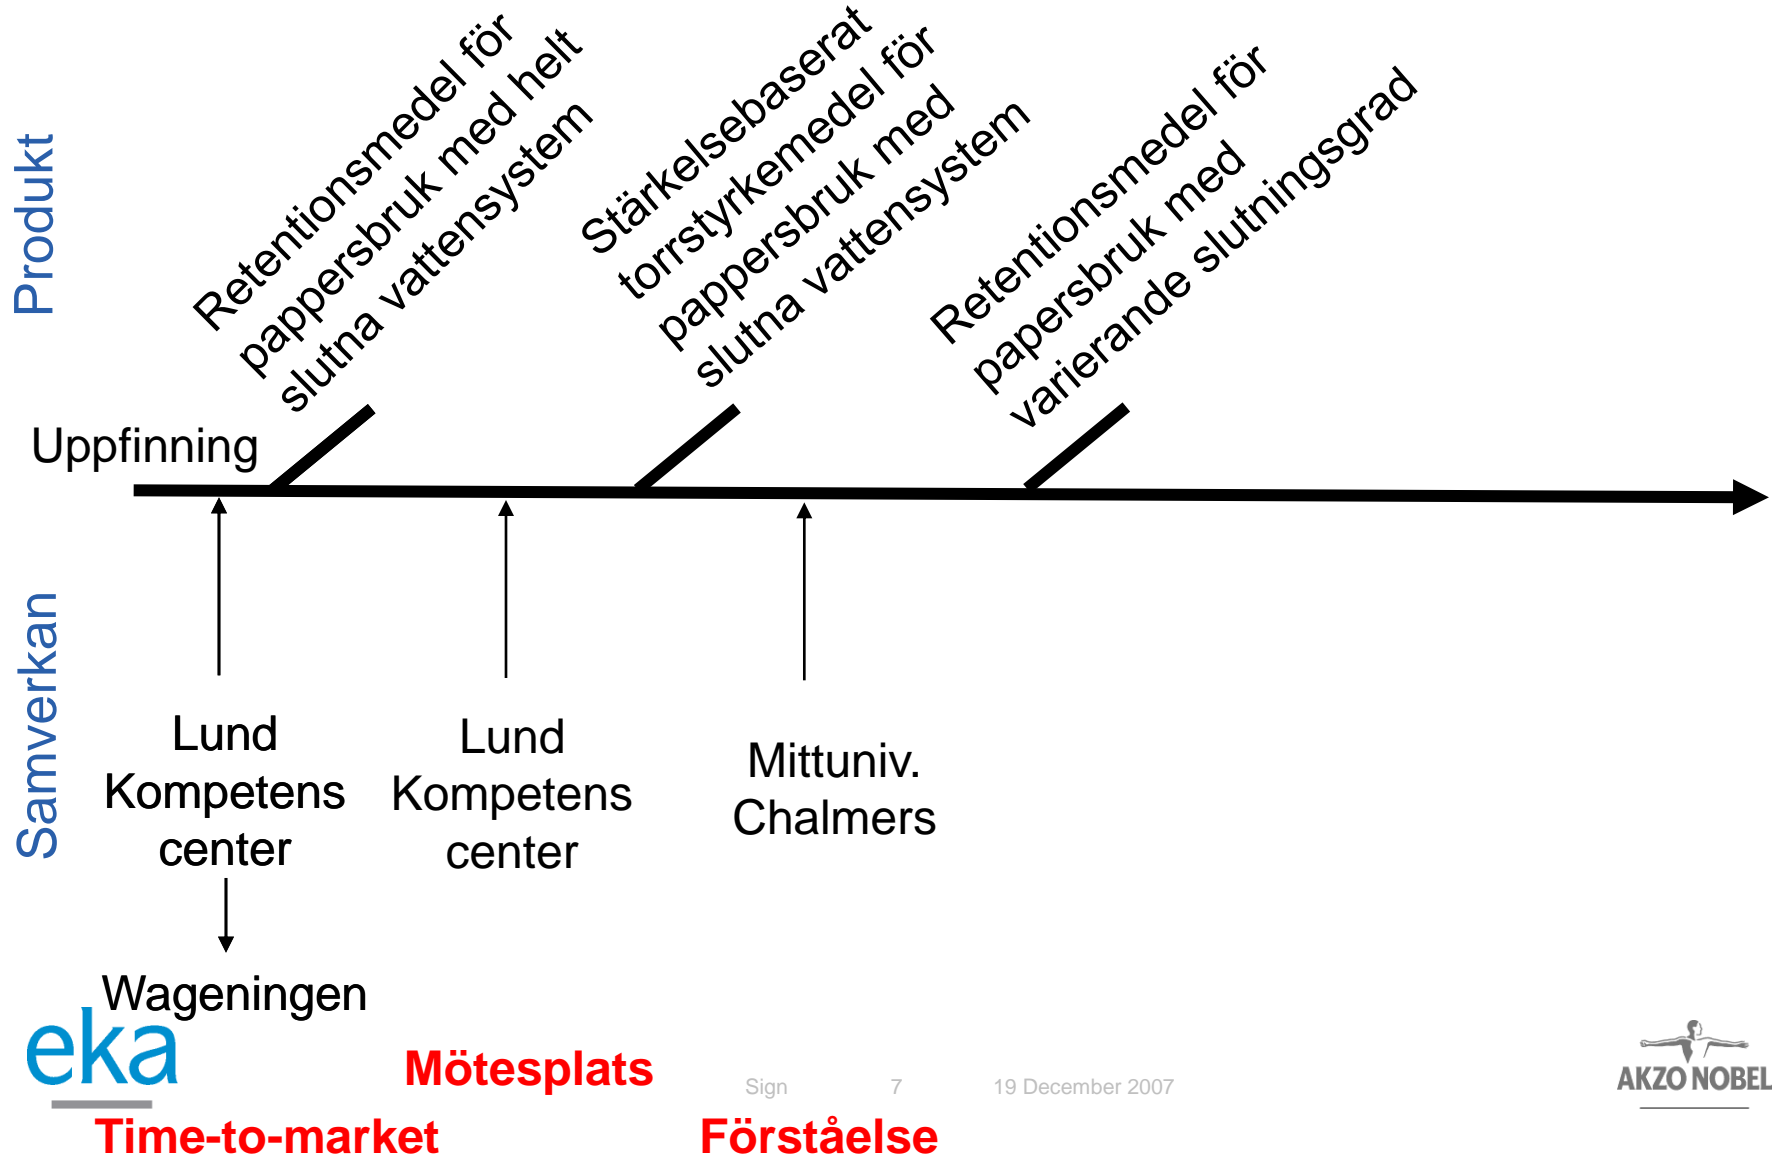 Produkt
Retentionsmedel för
pappersbruk med helt
slutna vattensystem
Stärkelsebaserat
torrstyrkemedel för
pappersbruk med
slutna vattensystem
Retentionsmedel för
papersbruk med
varierande slutningsgrad
Uppfinning
Samverkan
Lund
Kompetens
center
Lund
Kompetens
center
Mittuniv.
Chalmers
Wageningen
eka
Mötesplats
Sign 7 19 December 2007
AKZO NOBEL
Time-to-market
Förståelse